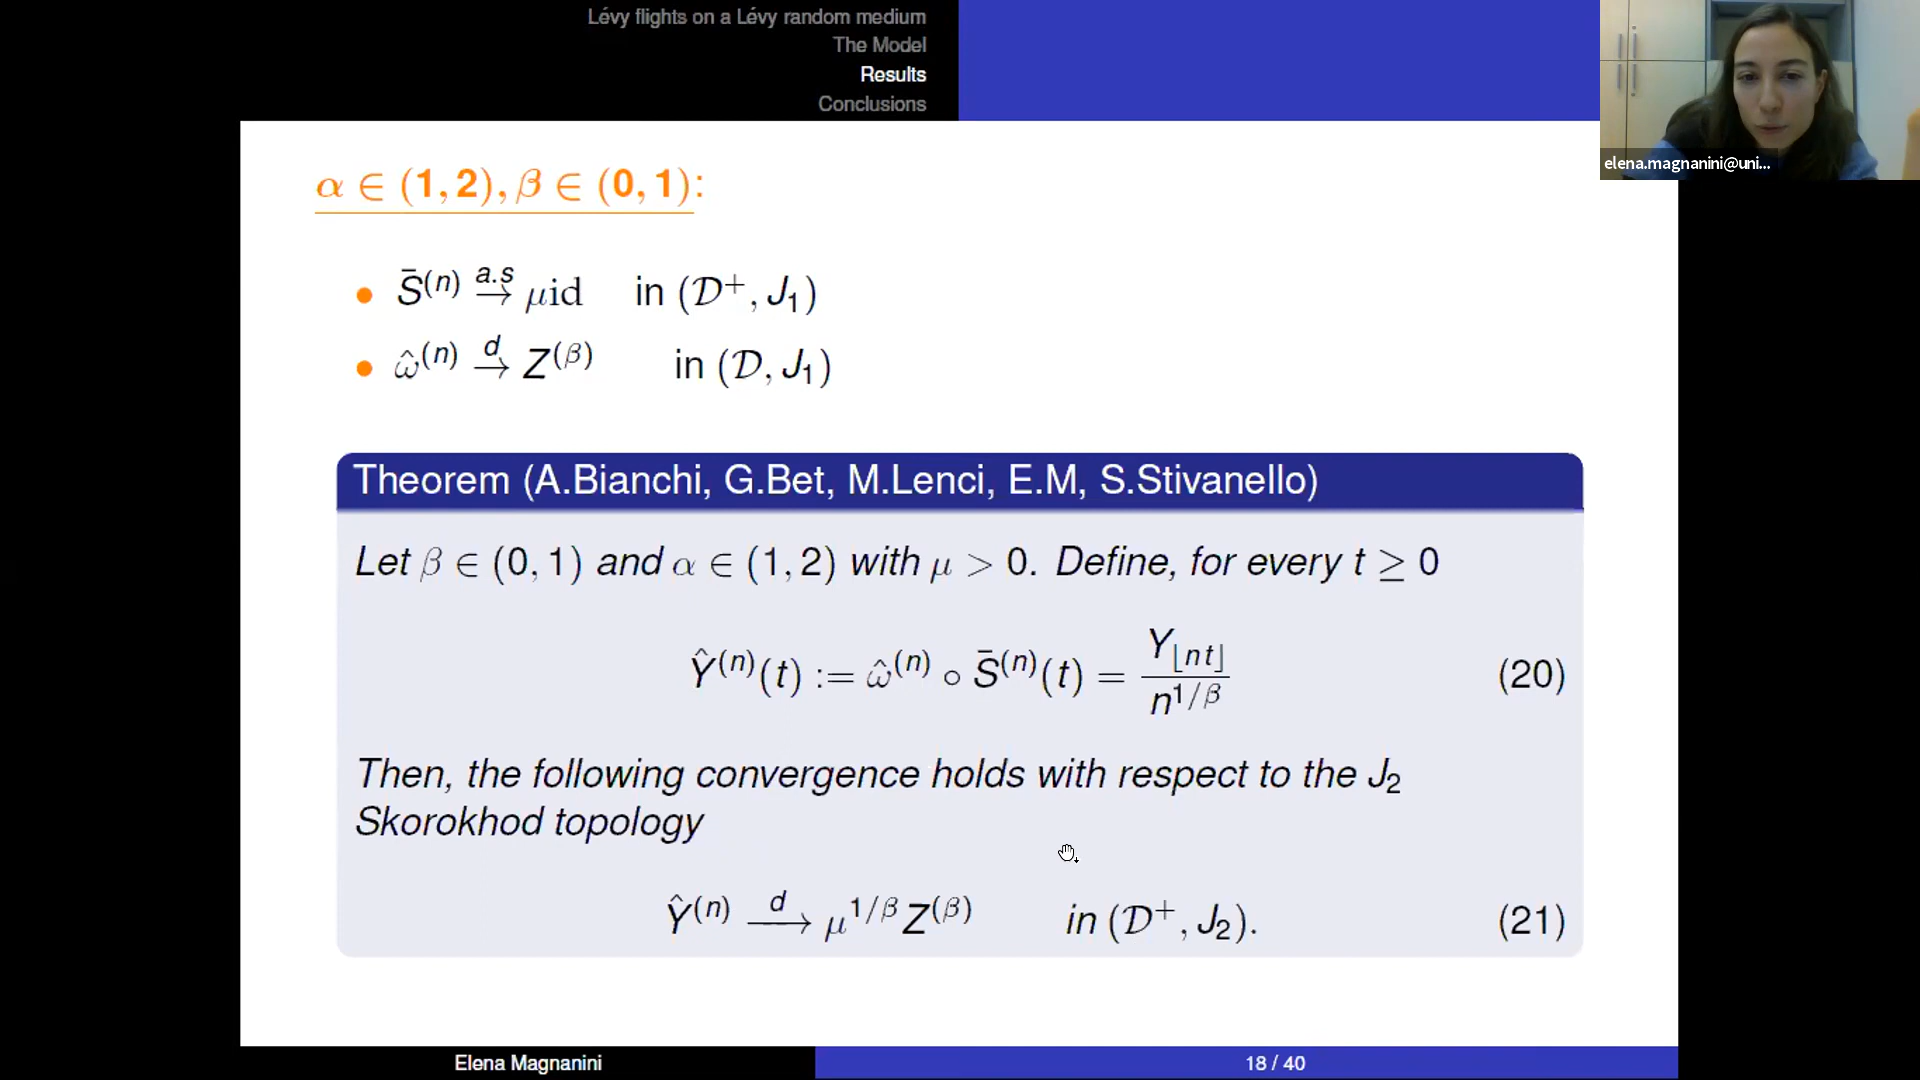 Lévy flights on a Lévy random medium
The Model
Results
Conclusions
elena.magnanini@uni...
α ∈ (1, 2), β ∈ (0, 1):
• S̄⁽ⁿ⁾ →^{a.s} μid in (𝒟⁺, J₁)
• ω̂⁽ⁿ⁾ →^{d} Z^{(β)} in (𝒟, J₁)
Theorem (A.Bianchi, G.Bet, M.Lenci, E.M, S.Stivanello)
Let β ∈ (0, 1) and α ∈ (1, 2) with μ > 0. Define, for every t ≥ 0
Ŷ⁽ⁿ⁾(t) := ω̂⁽ⁿ⁾ ∘ S̄⁽ⁿ⁾(t) = Y_{⌊nt⌋} / n^{1/β} (20)
Then, the following convergence holds with respect to the J₂
Skorokhod topology
Ŷ⁽ⁿ⁾ →^{d} μ^{1/β} Z^{(β)} in (𝒟⁺, J₂). (21)
Elena Magnanini
18 / 40